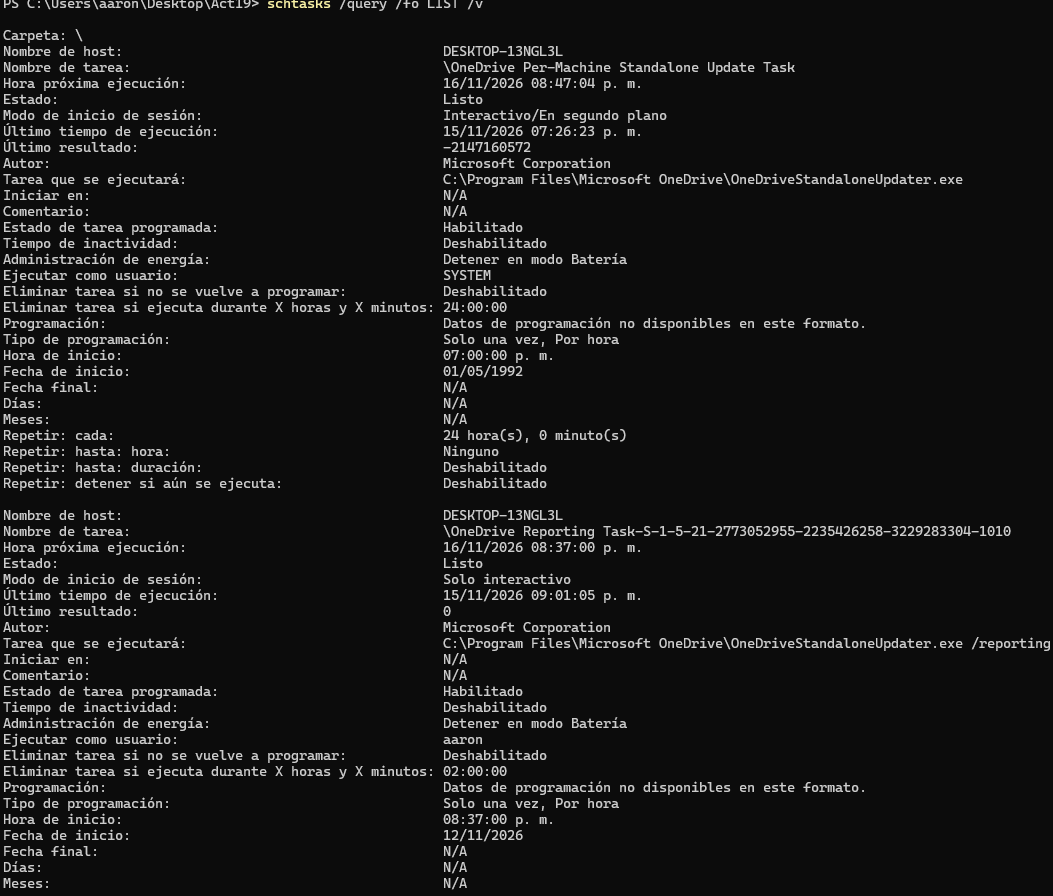 PS C:\Users\aaron\Desktop\Act19> schtasks /query /fo LIST /v
Carpeta: \
Nombre de host: DESKTOP-13NGL3L
Nombre de tarea: \OneDrive Per-Machine Standalone Update Task
Hora próxima ejecución: 16/11/2026 08:47:04 p. m.
Estado: Listo
Modo de inicio de sesión: Interactivo/En segundo plano
Último tiempo de ejecución: 15/11/2026 07:26:23 p. m.
Último resultado: -2147160572
Autor: Microsoft Corporation
Tarea que se ejecutará: C:\Program Files\Microsoft OneDrive\OneDriveStandaloneUpdater.exe
Iniciar en: N/A
Comentario: N/A
Estado de tarea programada: Habilitado
Tiempo de inactividad: Deshabilitado
Administración de energía: Detener en modo Batería
Ejecutar como usuario: SYSTEM
Eliminar tarea si no se vuelve a programar: Deshabilitado
Eliminar tarea si ejecuta durante X horas y X minutos: 24:00:00
Programación: Datos de programación no disponibles en este formato.
Tipo de programación: Solo una vez, Por hora
Hora de inicio: 07:00:00 p. m.
Fecha de inicio: 01/05/1992
Fecha final: N/A
Días: N/A
Meses: N/A
Repetir: cada: 24 hora(s), 0 minuto(s)
Repetir: hasta: hora: Ninguno
Repetir: hasta: duración: Deshabilitado
Repetir: detener si aún se ejecuta: Deshabilitado
Nombre de host: DESKTOP-13NGL3L
Nombre de tarea: \OneDrive Reporting Task-S-1-5-21-2773052955-2235426258-3229283304-1010
Hora próxima ejecución: 16/11/2026 08:37:00 p. m.
Estado: Listo
Modo de inicio de sesión: Solo interactivo
Último tiempo de ejecución: 15/11/2026 09:01:05 p. m.
Último resultado: 0
Autor: Microsoft Corporation
Tarea que se ejecutará: C:\Program Files\Microsoft OneDrive\OneDriveStandaloneUpdater.exe /reporting
Iniciar en: N/A
Comentario: N/A
Estado de tarea programada: Habilitado
Tiempo de inactividad: Deshabilitado
Administración de energía: Detener en modo Batería
Ejecutar como usuario: aaron
Eliminar tarea si no se vuelve a programar: Deshabilitado
Eliminar tarea si ejecuta durante X horas y X minutos: 02:00:00
Programación: Datos de programación no disponibles en este formato.
Tipo de programación: Solo una vez, Por hora
Hora de inicio: 08:37:00 p. m.
Fecha de inicio: 12/11/2026
Fecha final: N/A
Días: N/A
Meses: N/A